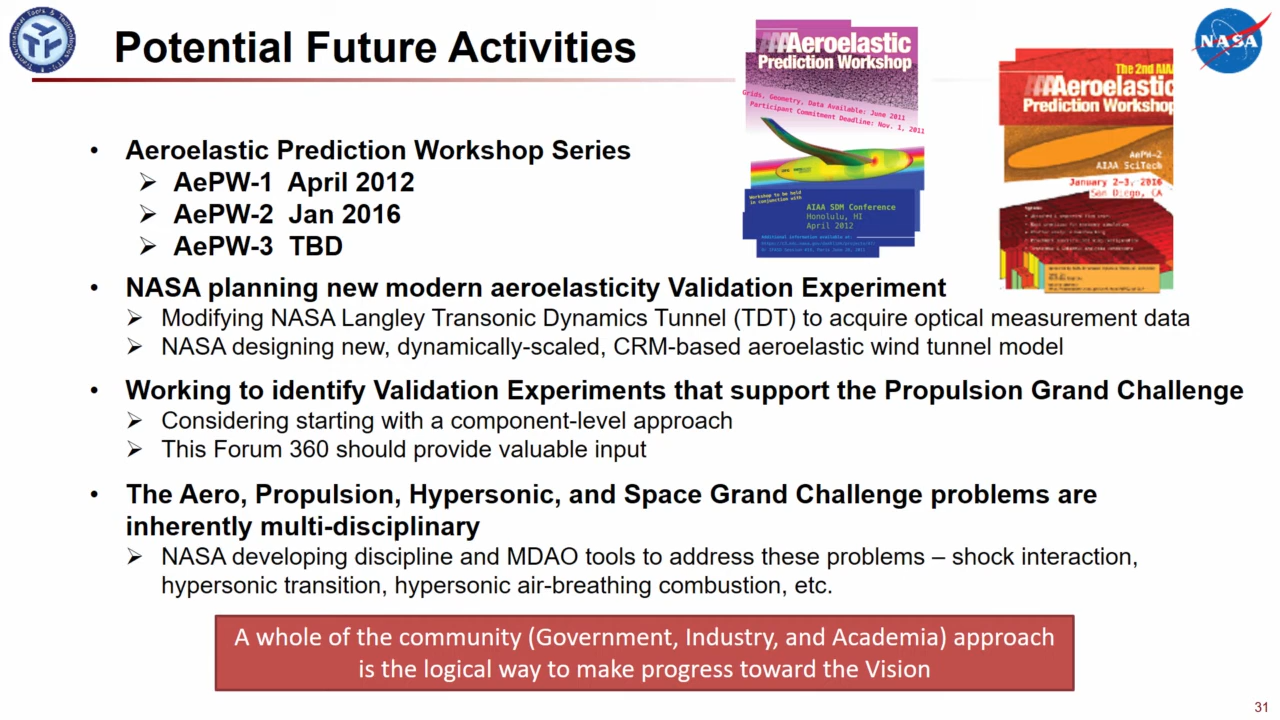 Potential Future Activities
NASA
• Aeroelastic Prediction Workshop Series
➢ AePW-1 April 2012
➢ AePW-2 Jan 2016
➢ AePW-3 TBD
Aeroelastic
Prediction Workshop
Grids, Geometry, Data Available: June 2011
Participant Commitment Deadline: Nov. 1, 2011
Workshop to be held
in conjunction with
AIAA SDM Conference
Honolulu, HI
April 2012
The 2nd AIAA
Aeroelastic
Prediction Workshop
AePW-2
AIAA SciTech
January 2-3, 2016
San Diego, CA
• NASA planning new modern aeroelasticity Validation Experiment
➢ Modifying NASA Langley Transonic Dynamics Tunnel (TDT) to acquire optical measurement data
➢ NASA designing new, dynamically-scaled, CRM-based aeroelastic wind tunnel model
• Working to identify Validation Experiments that support the Propulsion Grand Challenge
➢ Considering starting with a component-level approach
➢ This Forum 360 should provide valuable input
• The Aero, Propulsion, Hypersonic, and Space Grand Challenge problems are
inherently multi-disciplinary
➢ NASA developing discipline and MDAO tools to address these problems – shock interaction,
hypersonic transition, hypersonic air-breathing combustion, etc.
A whole of the community (Government, Industry, and Academia) approach
is the logical way to make progress toward the Vision
31